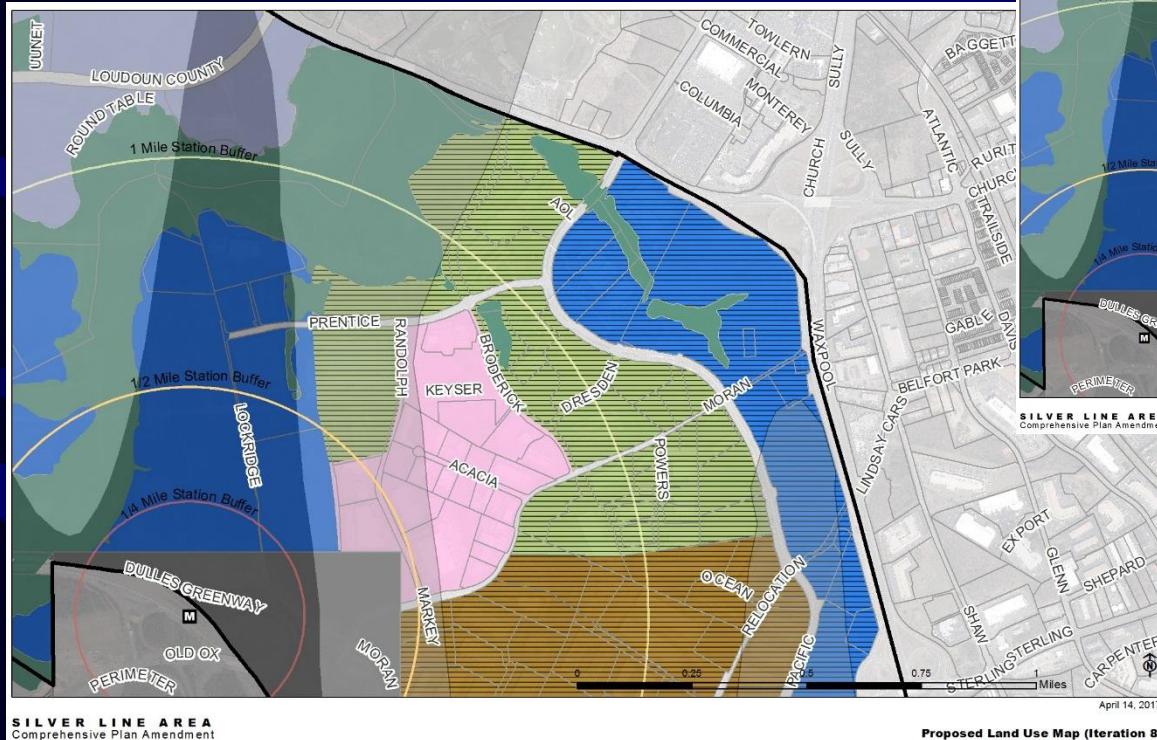 UUNET
LOUDOUN COUNTY
ROUND TABLE
1 Mile Station Buffer
TOWLERN
COMMERCIAL
COLUMBIA
MONTEREY
SULLY
CHURCH
SULLY
ATLANTIC
BAGGETT
RURIT
CHURC
TRAILSIDE
AOL
PRENTICE
RANDOLPH
BRODERICK
KEYSER
DRESDEN
MORAN
WAXPOOL
GABLE
DAVIS
BELFORT PARK
LINDSAY CARS
1/2 Mile Station Buffer
LOCKRIDGE
ACACIA
POWERS
1/4 Mile Station Buffer
EXPORT
GLENN
SHEPARD
DULLES GREENWAY
M
OLD OX
PERIMETER
MARKEY
MORAN
OCEAN
RELOCATION
PACIFIC
SHAW
STERLING
STERLING
CARPENTER
0 0.25 0.5 0.75 1
Miles
N
April 14, 2017
SILVER LINE AREA
Comprehensive Plan Amendment
Proposed Land Use Map (Iteration 8
1/2 Mile Sta
1/4 Mile Statio
DULLES GR
M
PERIMETER
SILVER LINE ARE
Comprehensive Plan Amendme